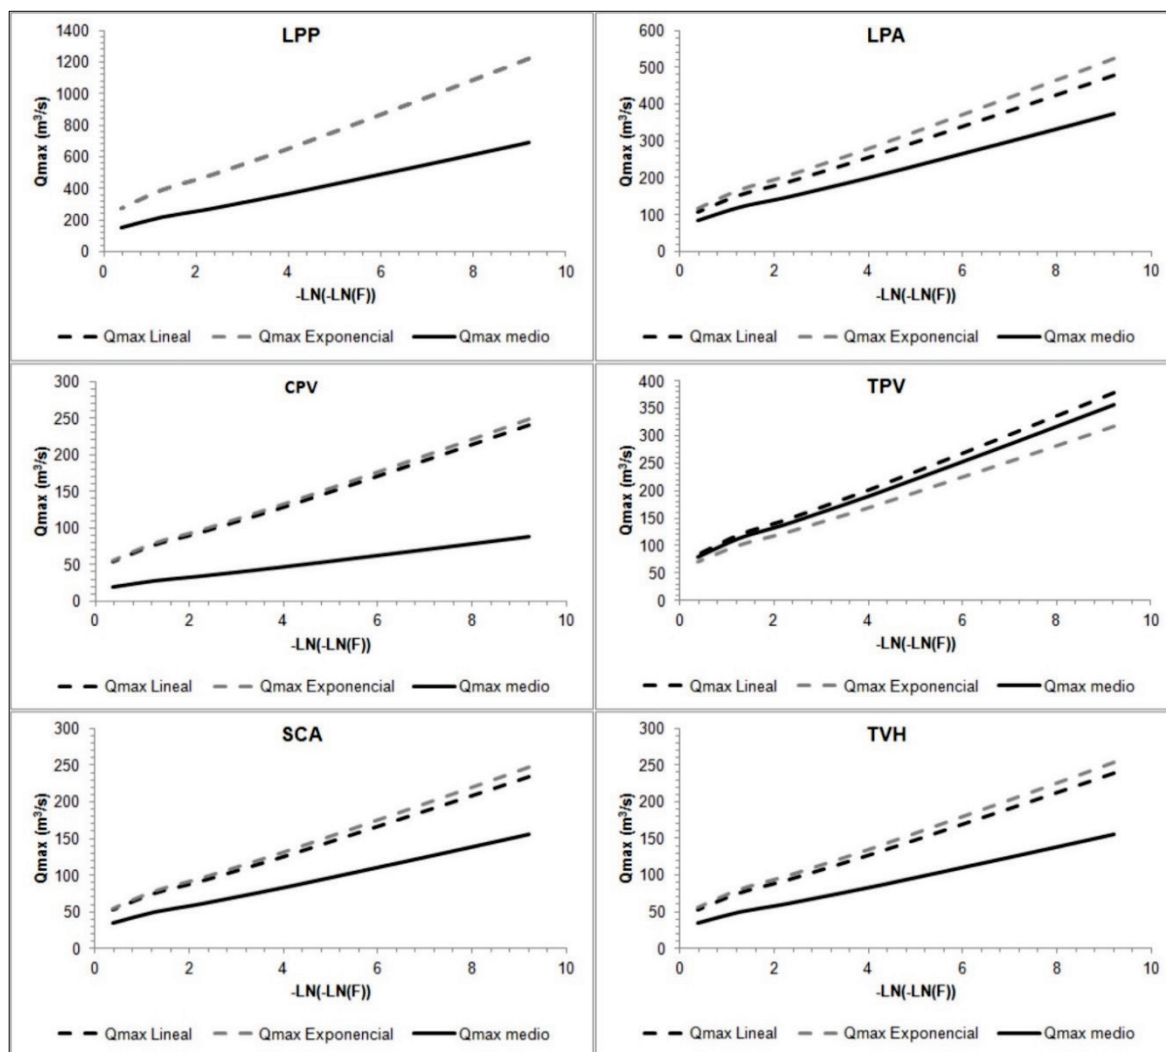 LPP
Qmax (m³/s)
1400
1200
1000
800
600
400
200
0
0 2 4 6 8 10
-LN(-LN(F))
Qmax Lineal Qmax Exponencial Qmax medio
LPA
Qmax (m³/s)
600
500
400
300
200
100
0
0 2 4 6 8 10
-LN(-LN(F))
Qmax Lineal Qmax Exponencial Qmax medio
CPV
Qmax (m³/s)
300
250
200
150
100
50
0
0 2 4 6 8 10
-LN(-LN(F))
Qmax Lineal Qmax Exponencial Qmax medio
TPV
Qmax (m³/s)
400
350
300
250
200
150
100
50
0
0 2 4 6 8 10
-LN(-LN(F))
Qmax Lineal Qmax Exponencial Qmax medio
SCA
Qmax (m³/s)
300
250
200
150
100
50
0
0 2 4 6 8 10
-LN(-LN(F))
Qmax Lineal Qmax Exponencial Qmax medio
TVH
Qmax (m³/s)
300
250
200
150
100
50
0
0 2 4 6 8 10
-LN(-LN(F))
Qmax Lineal Qmax Exponencial Qmax medio